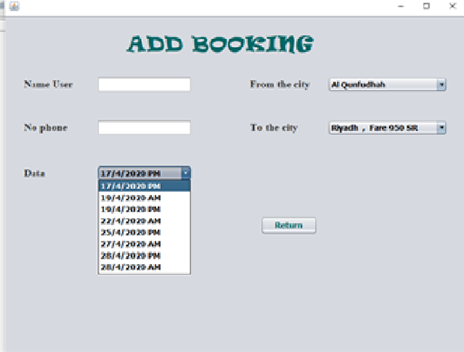 ADD BOOKING
Name User
From the city
Al Qunfudhah
No phone
To the city
Riyadh , Fare 950 SR
Data
17/4/2020 PM
17/4/2020 PM
19/4/2020 AM
19/4/2020 PM
22/4/2020 AM
25/4/2020 PM
27/4/2020 AM
28/4/2020 PM
28/4/2020 AM
Return